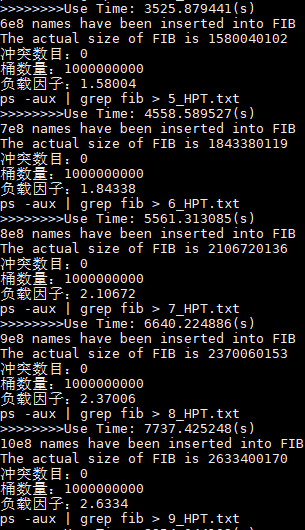 >>>>>>>>Use Time: 3525.879441(s)
6e8 names have been inserted into FIB
The actual size of FIB is 1580040102
冲突数目：0
桶数量：1000000000
负载因子：1.58004
ps -aux | grep fib > 5_HPT.txt
>>>>>>>>Use Time: 4558.589527(s)
7e8 names have been inserted into FIB
The actual size of FIB is 1843380119
冲突数目：0
桶数量：1000000000
负载因子：1.84338
ps -aux | grep fib > 6_HPT.txt
>>>>>>>>Use Time: 5561.313085(s)
8e8 names have been inserted into FIB
The actual size of FIB is 2106720136
冲突数目：0
桶数量：1000000000
负载因子：2.10672
ps -aux | grep fib > 7_HPT.txt
>>>>>>>>Use Time: 6640.224886(s)
9e8 names have been inserted into FIB
The actual size of FIB is 2370060153
冲突数目：0
桶数量：1000000000
负载因子：2.37006
ps -aux | grep fib > 8_HPT.txt
>>>>>>>>Use Time: 7737.425248(s)
10e8 names have been inserted into FIB
The actual size of FIB is 2633400170
冲突数目：0
桶数量：1000000000
负载因子：2.6334
ps -aux | grep fib > 9_HPT.txt